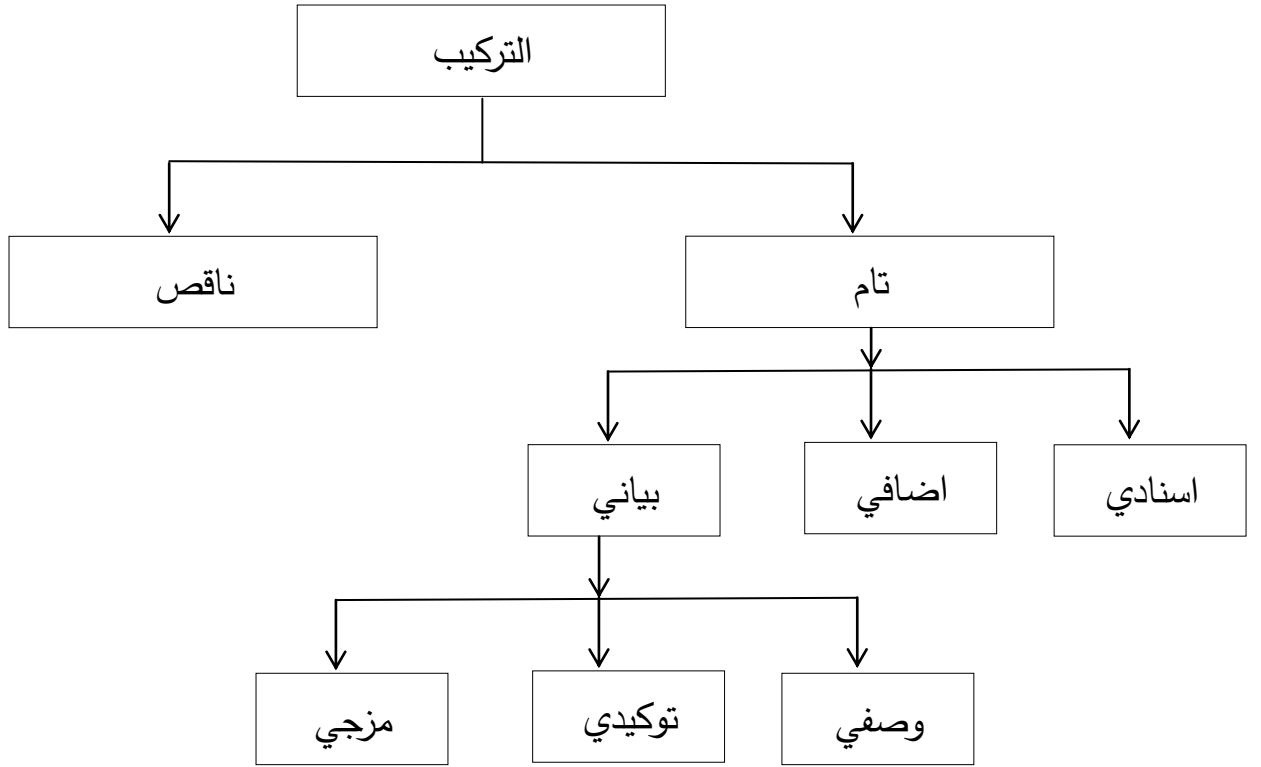 التركيب
تام
ناقص
اسنادي
اضافي
بياني
وصفي
توكيدي
مزجي